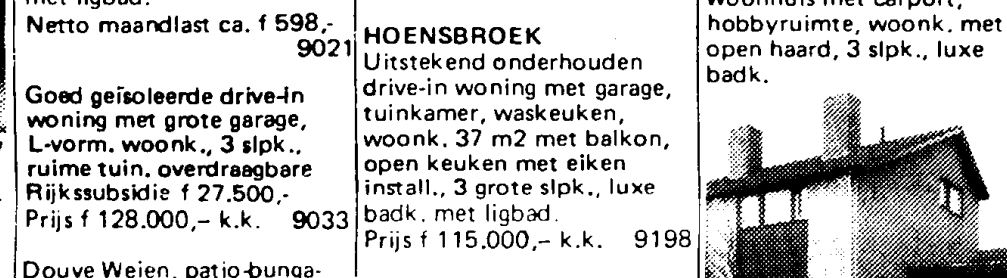 met ligbad.
Netto maandlast ca. f 598,-
9021
Goed geïsoleerde drive-in
woning met grote garage,
L-vorm. woonk., 3 slpk.,
ruime tuin. overdraagbare
Rijkssubsidie f 27.500,-
Prijs f 128.000,– k.k. 9033
Douve Weien, patio-bunga-
HOENSBROEK
Uitstekend onderhouden
drive-in woning met garage,
tuinkamer, waskeuken,
woonk. 37 m2 met balkon,
open keuken met eiken
install., 3 grote slpk., luxe
badk. met ligbad.
Prijs f 115.000,– k.k. 9198
woonhuis met carport,
hobbyruimte, woonk. met
open haard, 3 slpk., luxe
badk.